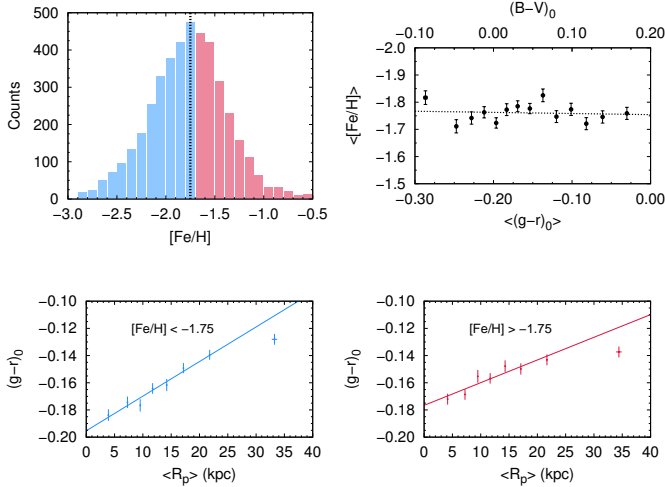 500
400
300
200
100
0
Counts
−3.0 −2.5 −2.0 −1.5 −1.0 −0.5
[Fe/H]
(B−V)0
−0.10 0.00 0.10 0.20
−2.0
−1.9
−1.8
−1.7
−1.6
−1.5
<[Fe/H]>
−0.30 −0.20 −0.10 0.00
<(g−r)0>
−0.10
−0.12
−0.14
−0.16
−0.18
−0.20
(g−r)0
[Fe/H] < −1.75
0 5 10 15 20 25 30 35 40
<Rp> (kpc)
−0.10
−0.12
−0.14
−0.16
−0.18
−0.20
(g−r)0
[Fe/H] > −1.75
0 5 10 15 20 25 30 35 40
<Rp> (kpc)